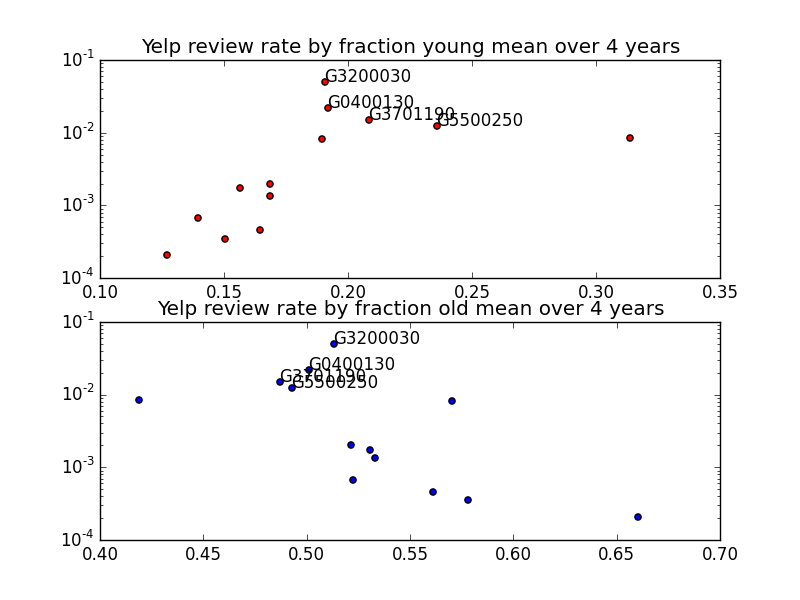 Yelp review rate by fraction young mean over 4 years
10-1
G3200030
G0400130
G3701190
G5500250
10-2
10-3
10-4
0.10 0.15 0.20 0.25 0.30 0.35
Yelp review rate by fraction old mean over 4 years
10-1
G3200030
G0400130
G3701190
G5500250
10-2
10-3
10-4
0.40 0.45 0.50 0.55 0.60 0.65 0.70